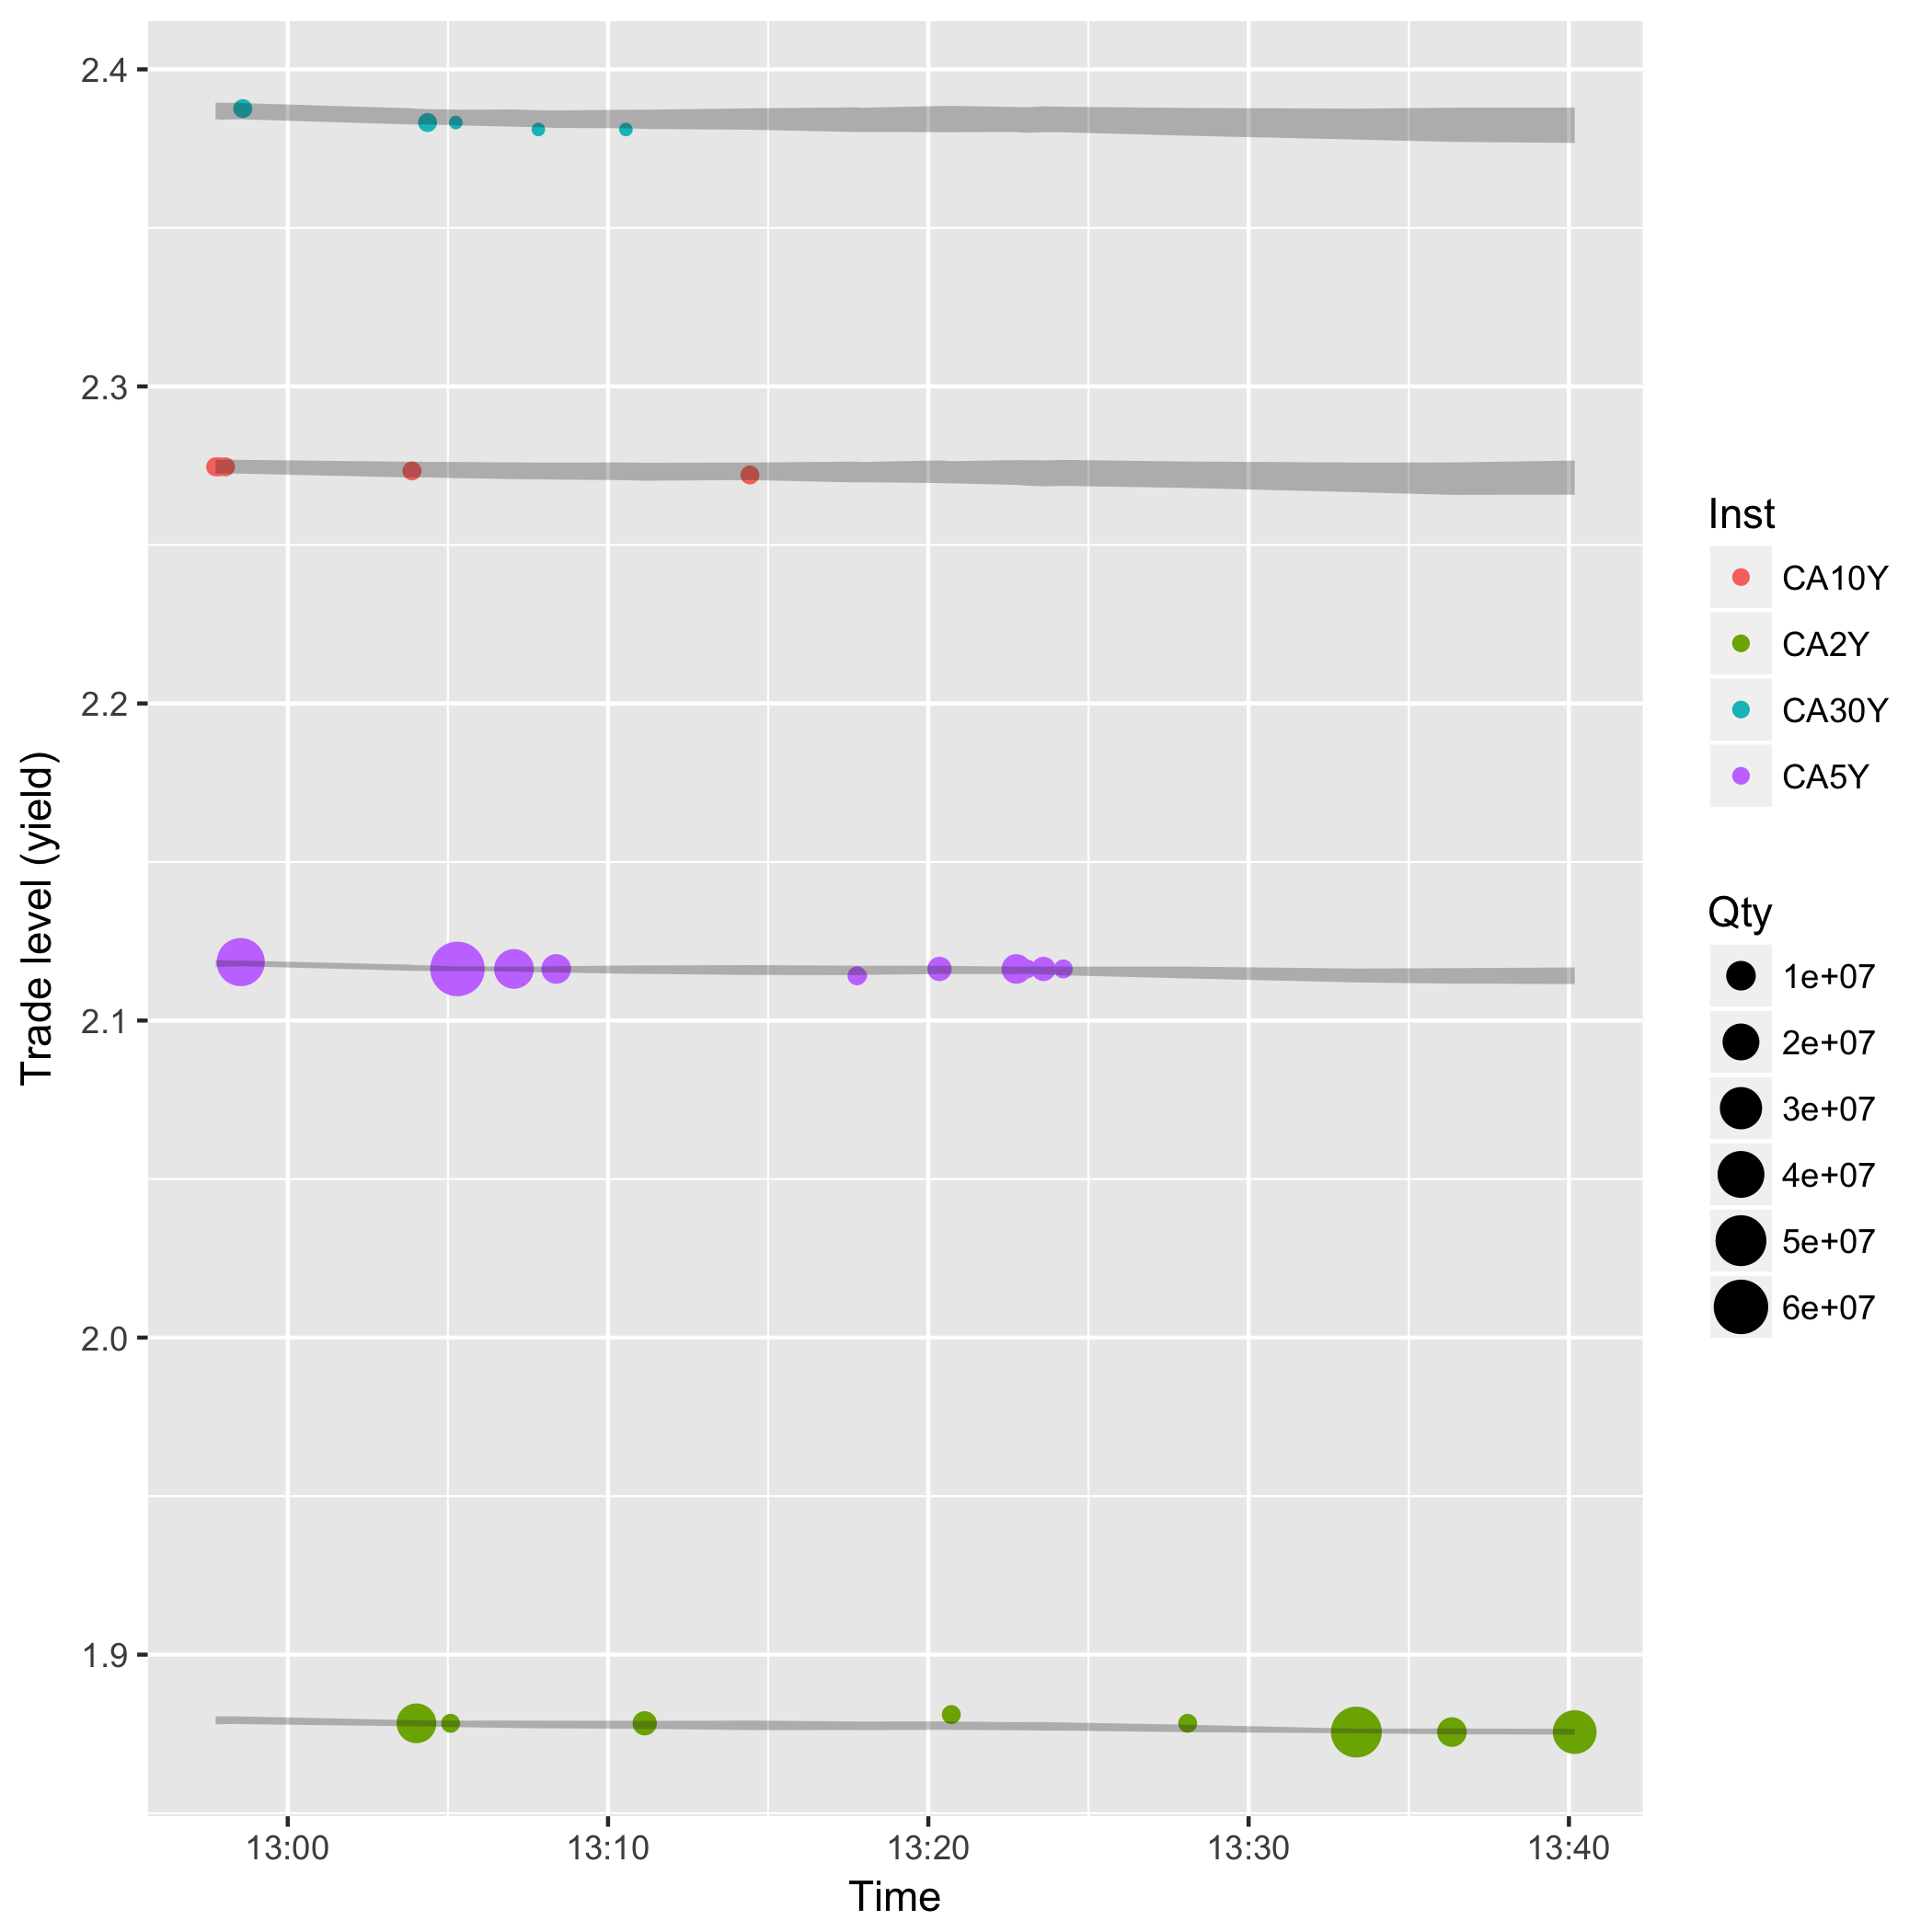 Trade level (yield)
2.4
2.3
2.2
2.1
2.0
1.9
13:00 13:10 13:20 13:30 13:40
Time
Inst
CA10Y
CA2Y
CA30Y
CA5Y
Qty
1e+07
2e+07
3e+07
4e+07
5e+07
6e+07